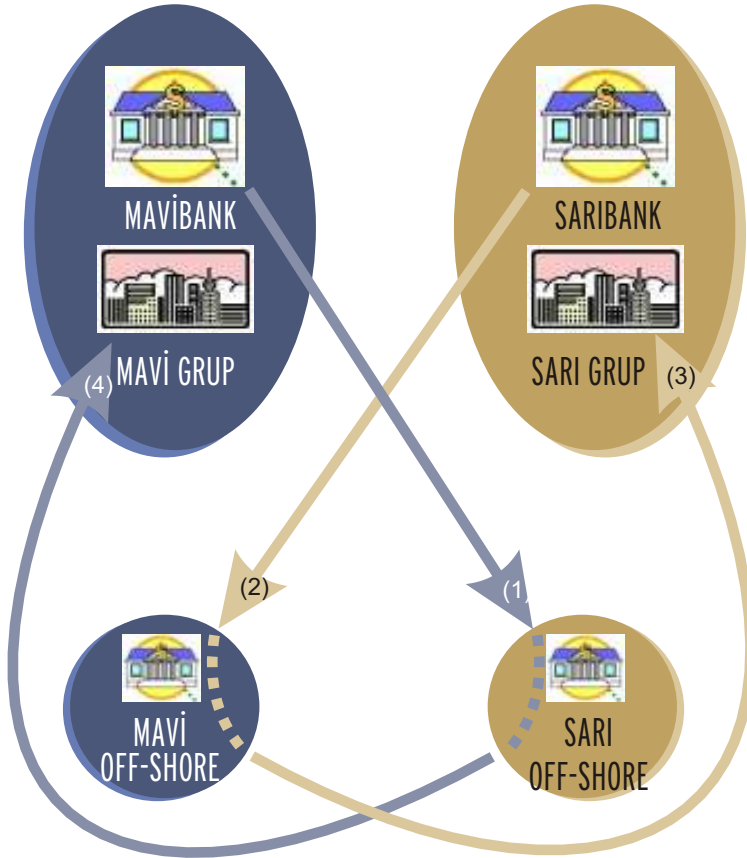 MAVİBANK
MAVİ GRUP
(4)
SARIBANK
SARI GRUP
(3)
(2)
(1)
MAVİ
OFF-SHORE
SARI
OFF-SHORE